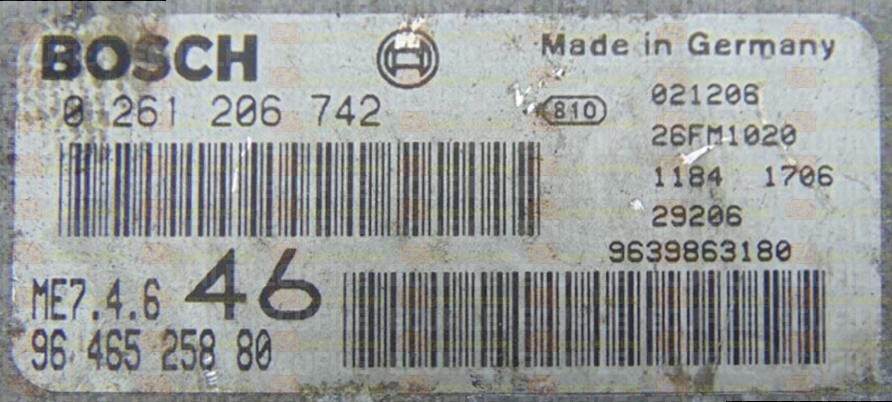 BOSCH
Made in Germany
0 261 206 742
810
021206
26FM1020
1184 1706
29206
9639863180
ME7.4.6 46
96 465 258 80